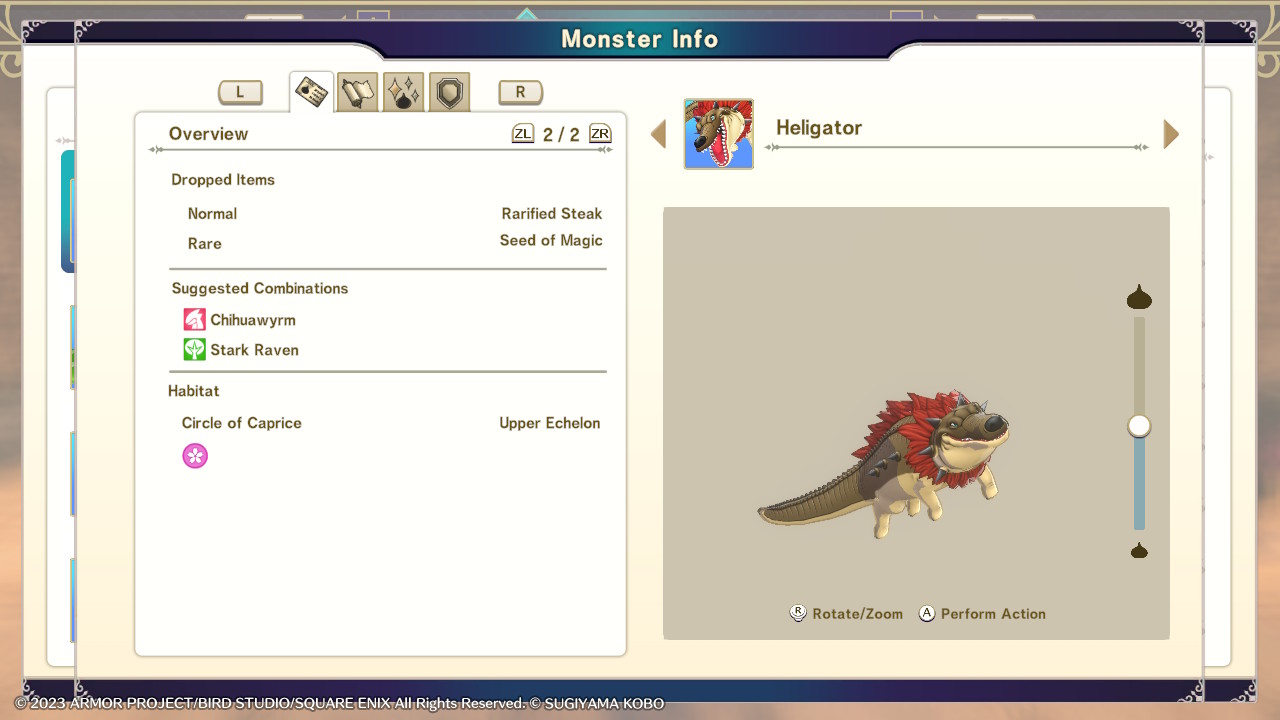 Monster Info
L
R
Overview
ZL 2 / 2 ZR
Heligator
Dropped Items
Normal
Rarified Steak
Rare
Seed of Magic
Suggested Combinations
Chihuawyrm
Stark Raven
Habitat
Circle of Caprice
Upper Echelon
R Rotate/Zoom A Perform Action
© 2023 ARMOR PROJECT/BIRD STUDIO/SQUARE ENIX All Rights Reserved. © SUGIYAMA KOBO